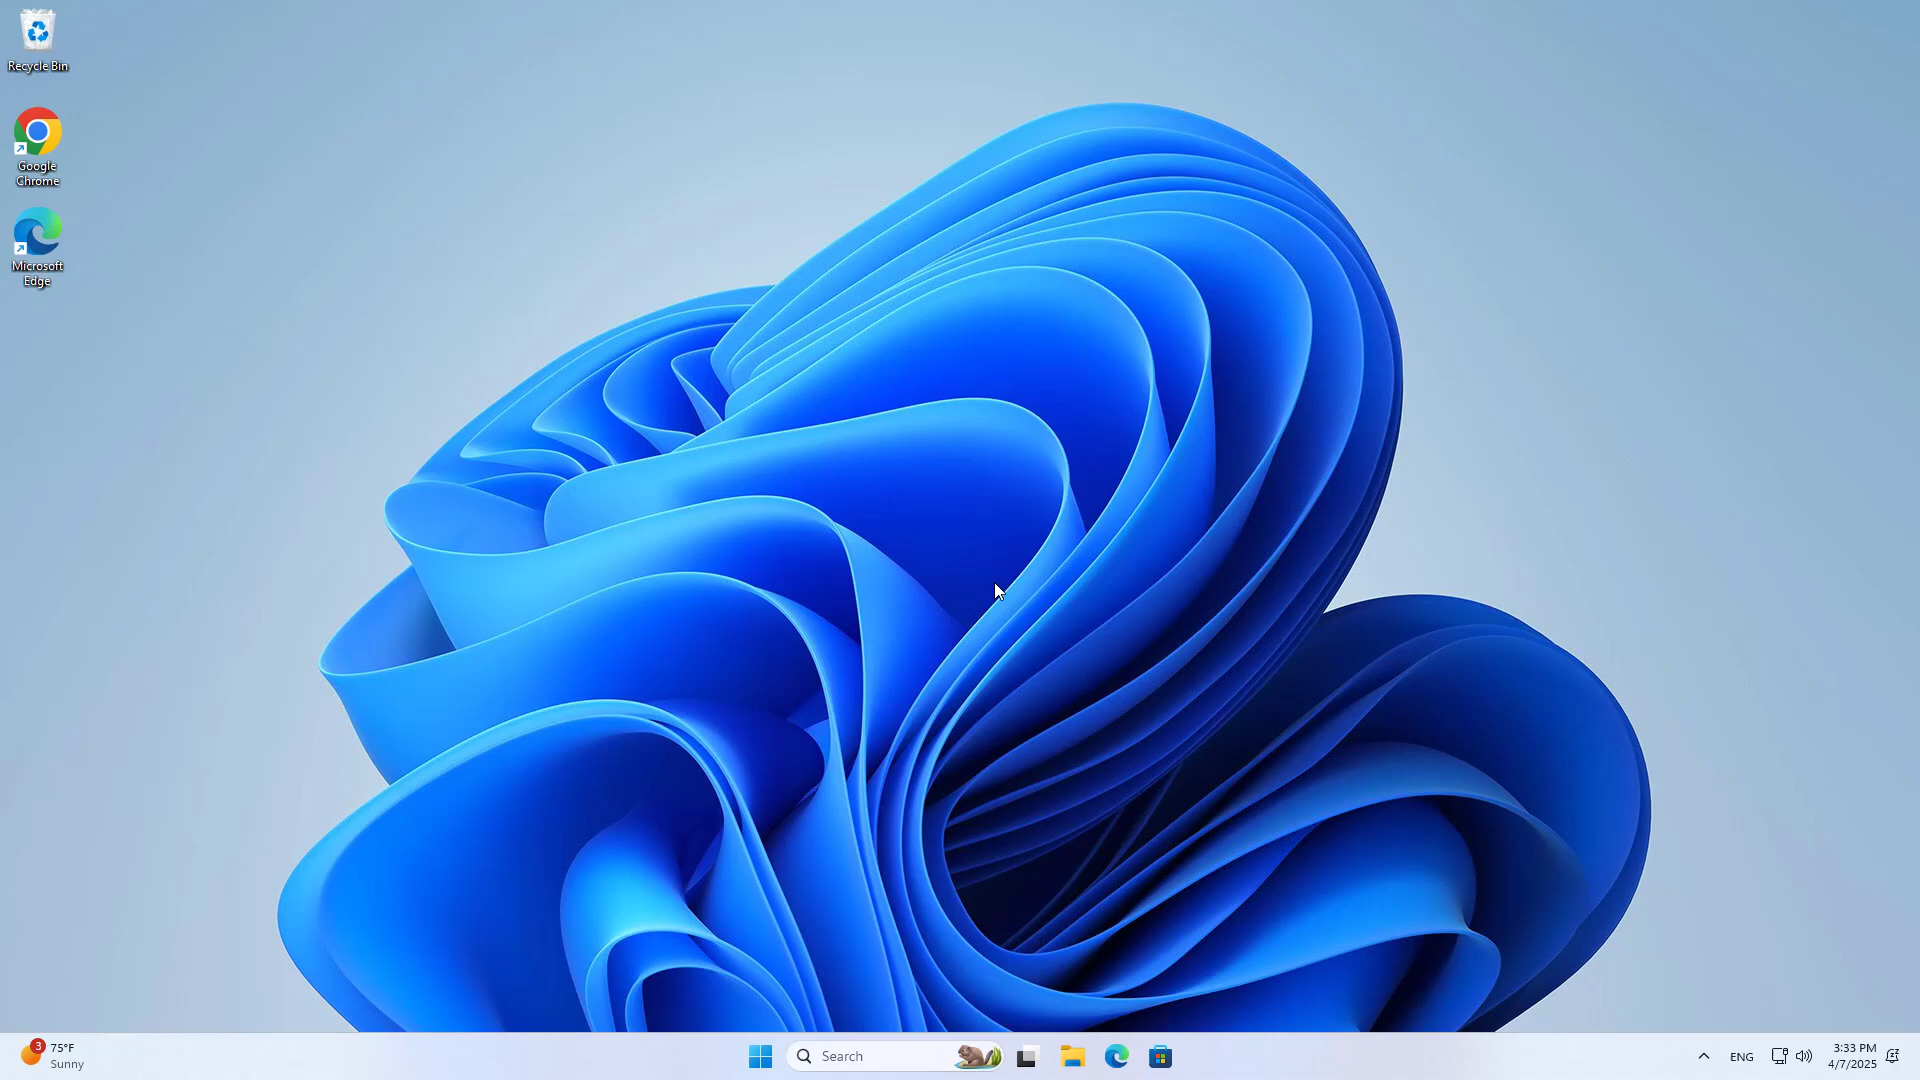 Recycle Bin
Google
Chrome
Microsoft
Edge
3
75°F
Sunny
Search
ENG
3:33 PM
4/7/2025